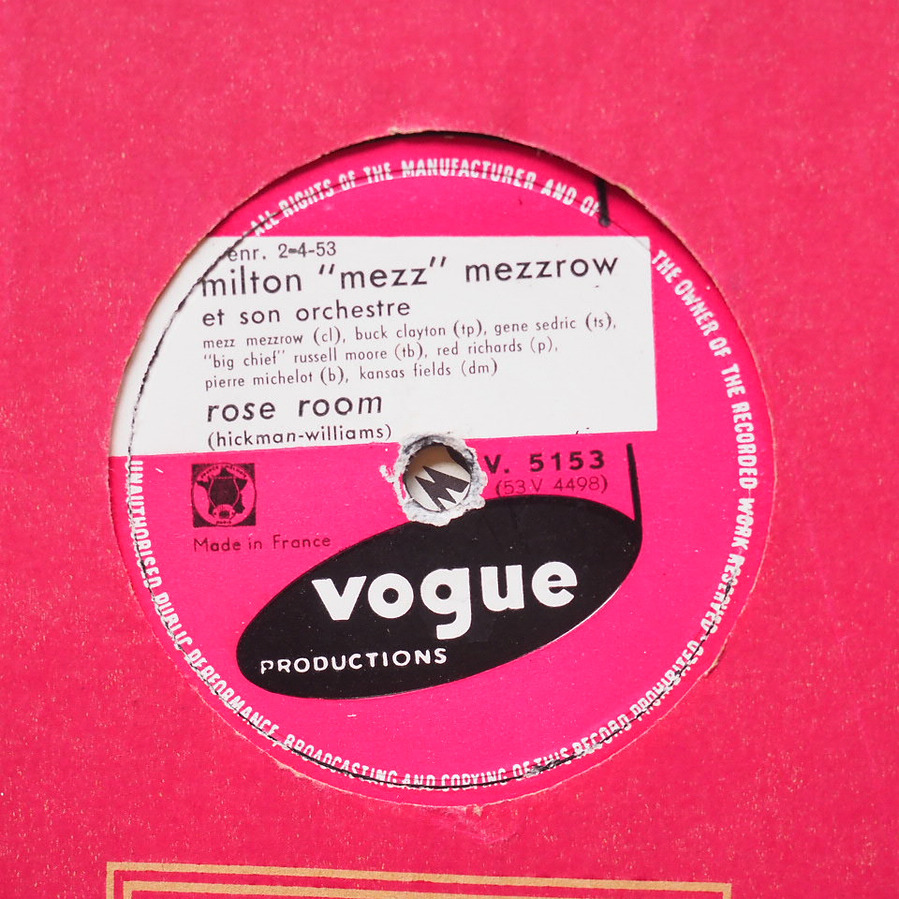 ALL RIGHTS OF THE MANUFACTURER AND OF THE OWNER OF THE RECORDED WORK RESERVED
enr. 2-4-53
milton "mezz" mezzrow
et son orchestre
mezz mezzrow (cl), buck clayton (tp), gene sedric (ts),
"big chief" russell moore (tb), red richards (p),
pierre michelot (b), kansas fields (dm)
rose room
(hickman-williams)
V. 5153
(53 V 4498)
Made in France
vogue
PRODUCTIONS
UNAUTHORISED PUBLIC PERFORMANCE, BROADCASTING AND COPYING OF THIS RECORD PROHIBITED